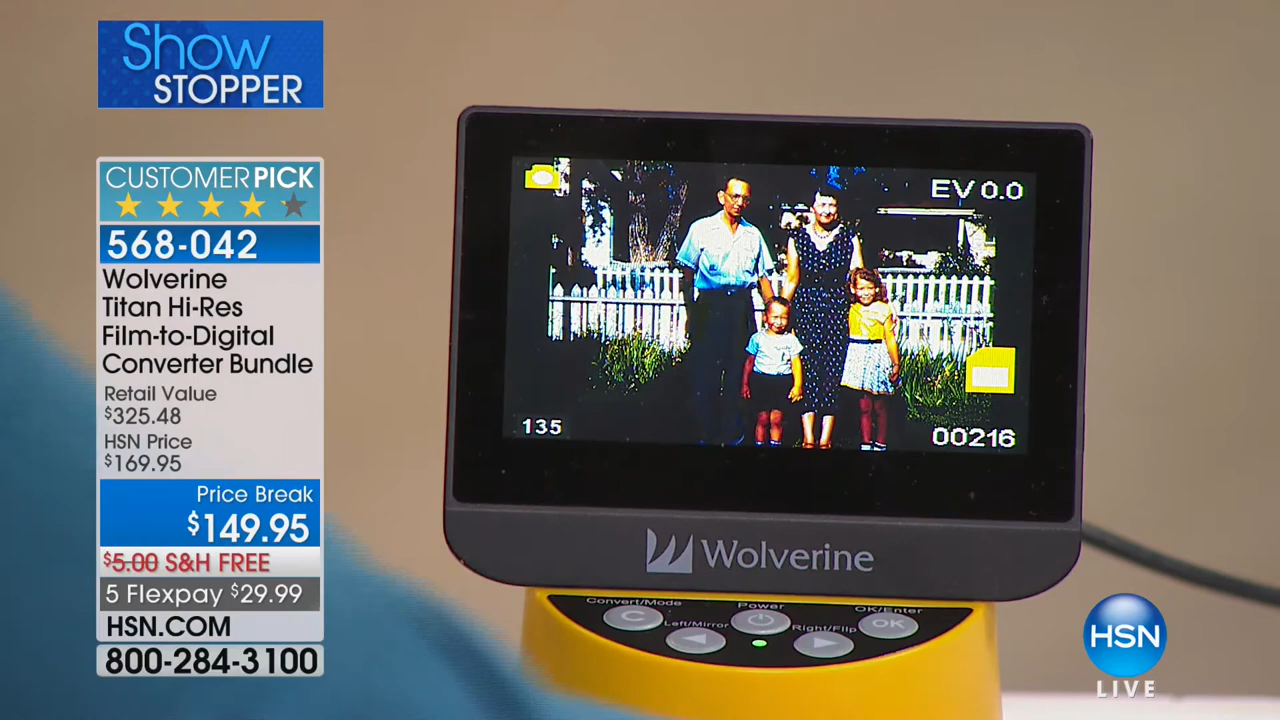 Show
STOPPER
CUSTOMER PICK
568-042
Wolverine
Titan Hi-Res
Film-to-Digital
Converter Bundle
Retail Value
$325.48
HSN Price
$169.95
Price Break
$149.95
$5.00 S&H FREE
5 Flexpay $29.99
HSN.COM
800-284-3100
EV 0.0
135
00216
Wolverine
Convert/Mode
Power
OK/Enter
C
OK
Left/Mirror
Right/Flip
HSN
LIVE